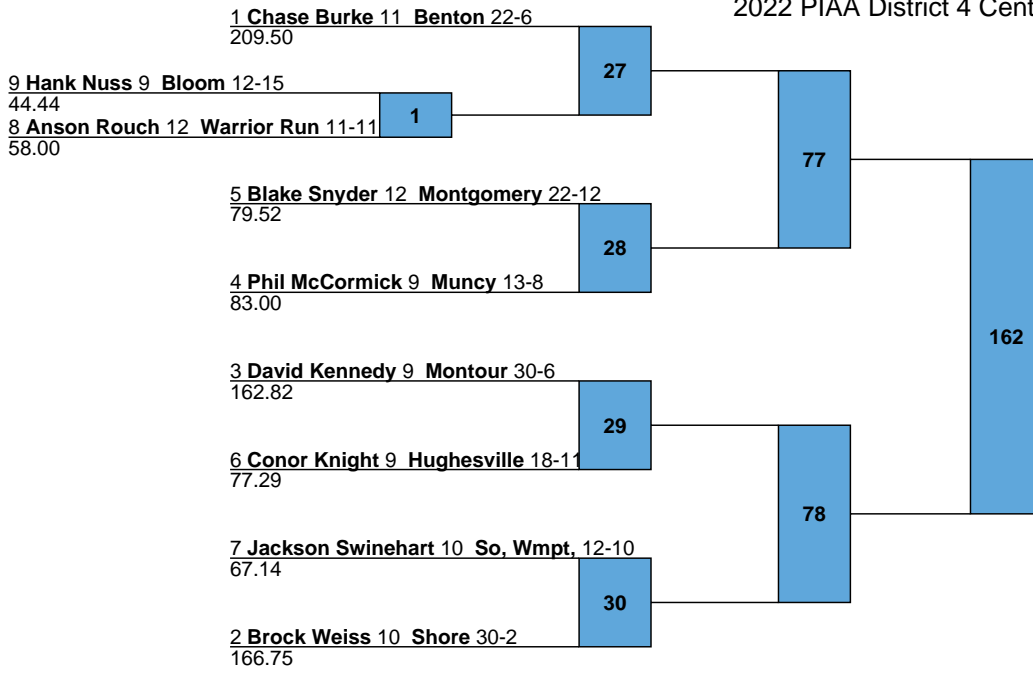 2022 PIAA District 4 Cent
1 Chase Burke 11 Benton 22-6
209.50
27
9 Hank Nuss 9 Bloom 12-15
44.44
1
8 Anson Rouch 12 Warrior Run 11-11
58.00
77
5 Blake Snyder 12 Montgomery 22-12
79.52
28
4 Phil McCormick 9 Muncy 13-8
83.00
162
3 David Kennedy 9 Montour 30-6
162.82
29
6 Conor Knight 9 Hughesville 18-11
77.29
78
7 Jackson Swinehart 10 So, Wmpt, 12-10
67.14
30
2 Brock Weiss 10 Shore 30-2
166.75